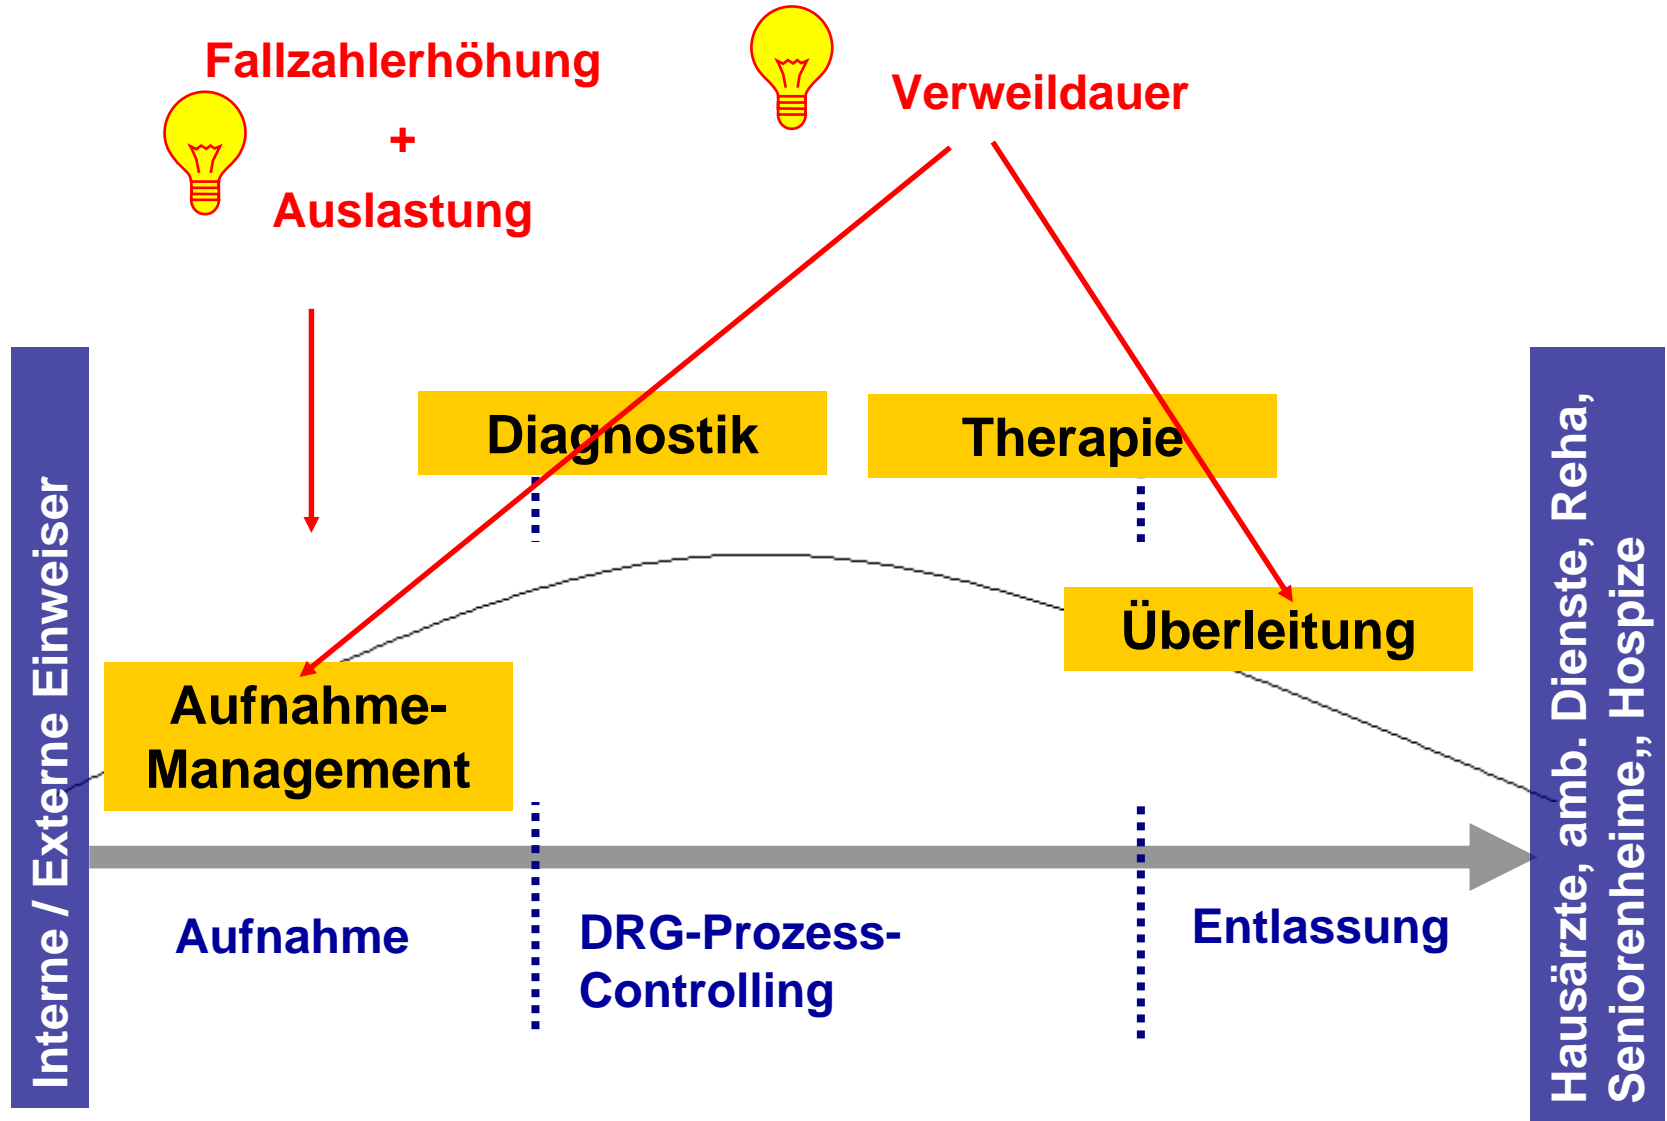 Fallzahlerhöhung
+
Auslastung
Verweildauer
Diagnostik
Therapie
Überleitung
Aufnahme-
Management
Aufnahme
DRG-Prozess-
Controlling
Entlassung
Interne / Externe Einweiser
Hausärzte, amb. Dienste, Reha,
Seniorenheime,, Hospize